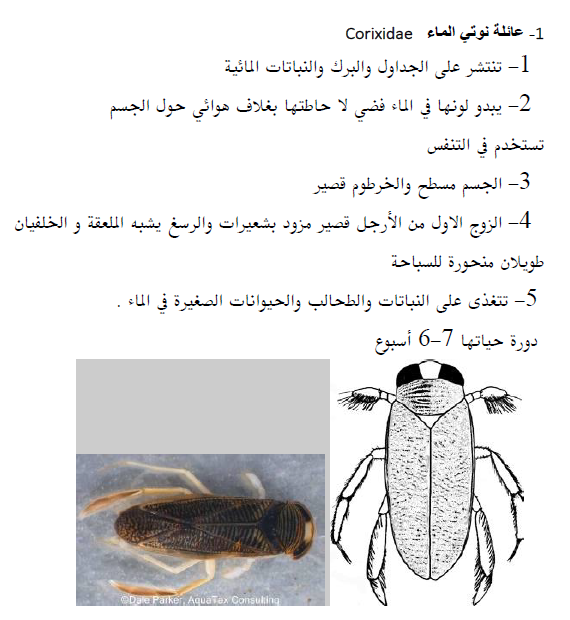 1- عائلة نوتي الماء Corixidae
1- تنتشر على الجداول والبرك والنباتات المائية
2- يبدو لونها في الماء فضي لا حاطتها بغلاف هوائي حول الجسم
تستخدم في التنفس
3- الجسم مسطح والخرطوم قصير
4- الزوج الاول من الأرجل قصير مزود بشعيرات والرسغ يشبه الملعقة و الخلفيان
طويلان منحورة للسباحة
5- تتغذى على النباتات والطحالب والحيوانات الصغيرة في الماء .
دورة حياتها 7-6 أسبوع
©Dale Parker, AquaTax Consulting